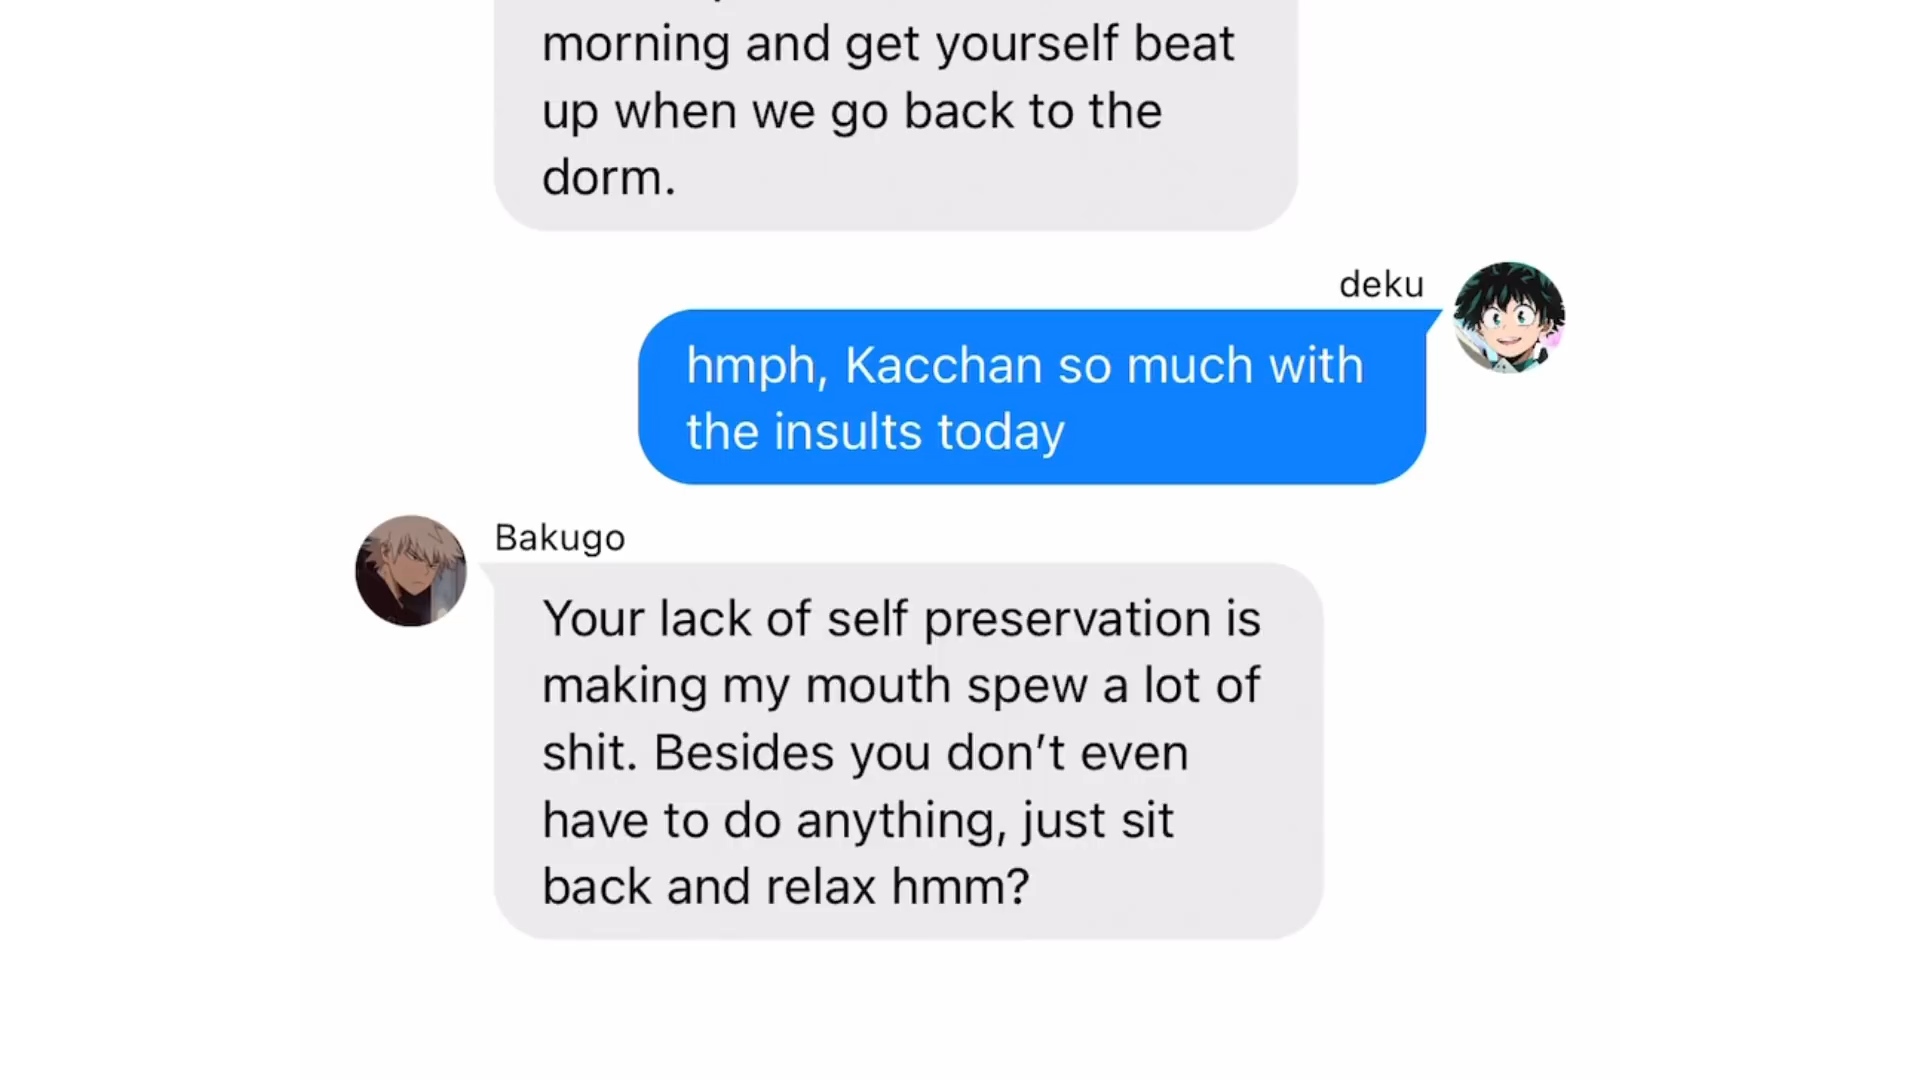 morning and get yourself beat
up when we go back to the
dorm.
deku
hmph, Kacchan so much with
the insults today
Bakugo
Your lack of self preservation is
making my mouth spew a lot of
shit. Besides you don’t even
have to do anything, just sit
back and relax hmm?